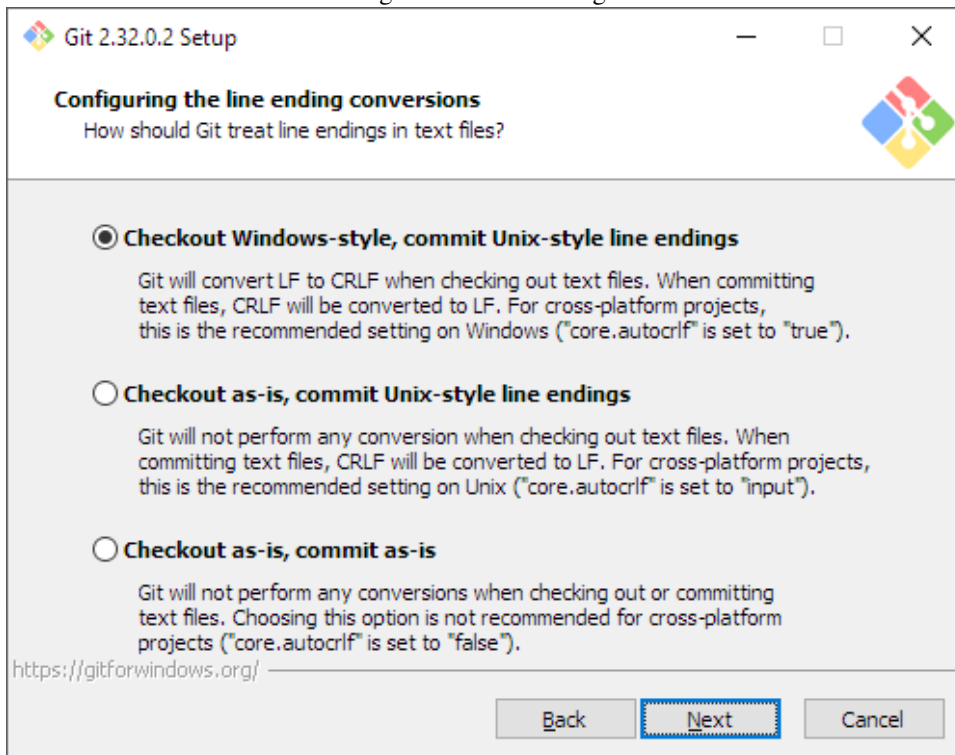 Git 2.32.0.2 Setup
Configuring the line ending conversions
How should Git treat line endings in text files?
Checkout Windows-style, commit Unix-style line endings
Git will convert LF to CRLF when checking out text files. When committing
text files, CRLF will be converted to LF. For cross-platform projects,
this is the recommended setting on Windows ("core.autocrlf" is set to "true").
Checkout as-is, commit Unix-style line endings
Git will not perform any conversion when checking out text files. When
committing text files, CRLF will be converted to LF. For cross-platform projects,
this is the recommended setting on Unix ("core.autocrlf" is set to "input").
Checkout as-is, commit as-is
Git will not perform any conversions when checking out or committing
text files. Choosing this option is not recommended for cross-platform
projects ("core.autocrlf" is set to "false").
https://gitforwindows.org/
Back Next Cancel